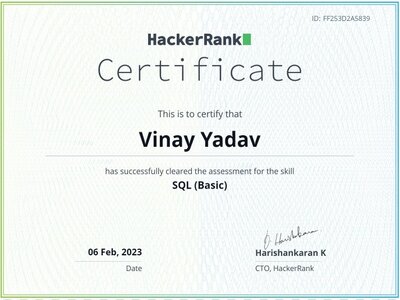 ID: FF253D2A5839
HackerRank
Certificate
This is to certify that
Vinay Yadav
has successfully cleared the assessment for the skill
SQL (Basic)
06 Feb, 2023
Date
Harishankaran K
CTO, HackerRank